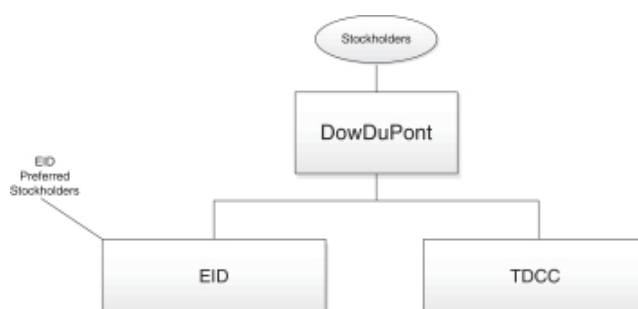 Stockholders
DowDuPont
EID
Preferred
Stockholders
EID
TDCC